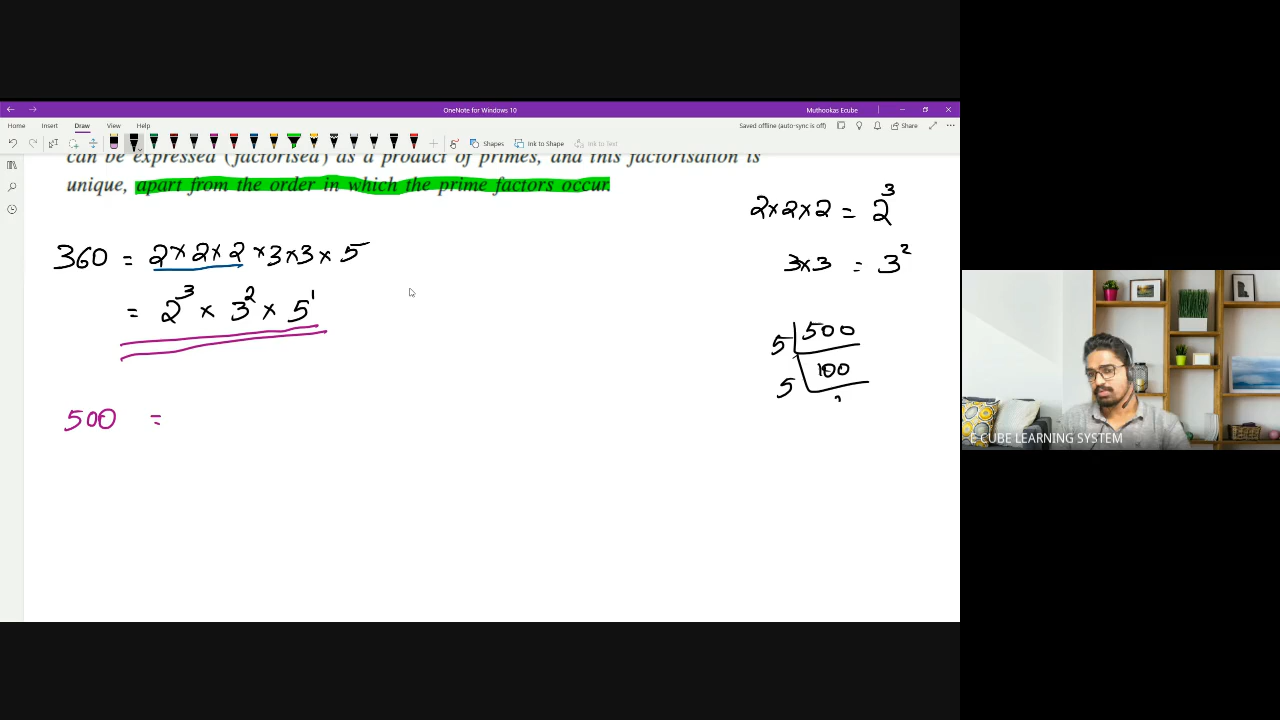 OneNote for Windows 10
Muthookas Ecube
Home Insert Draw View Help
Saved offline (auto-sync is off)
Share
Shapes
Ink to Shape
Ink to Text
can be expressed (factorised) as a product of primes, and this factorisation is
unique, apart from the order in which the prime factors occur.
360 = 2 × 2 × 2 × 3 × 3 × 5
= 2³ × 3² × 5¹
500 =
2×2×2 = 2³
3×3 = 3²
5 500
5 100
E CUBE LEARNING SYSTEM